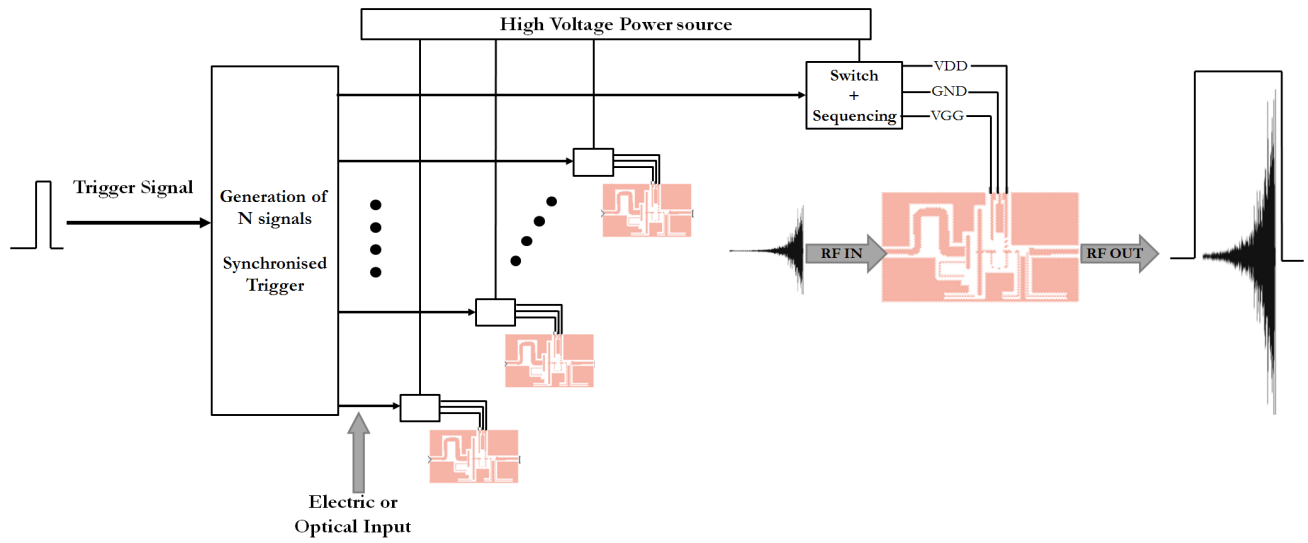 High Voltage Power source
Switch
+
Sequencing
VDD
GND
VGG
Trigger Signal
Generation of
N signals
Synchronised
Trigger
RF IN
RF OUT
Electric or
Optical Input